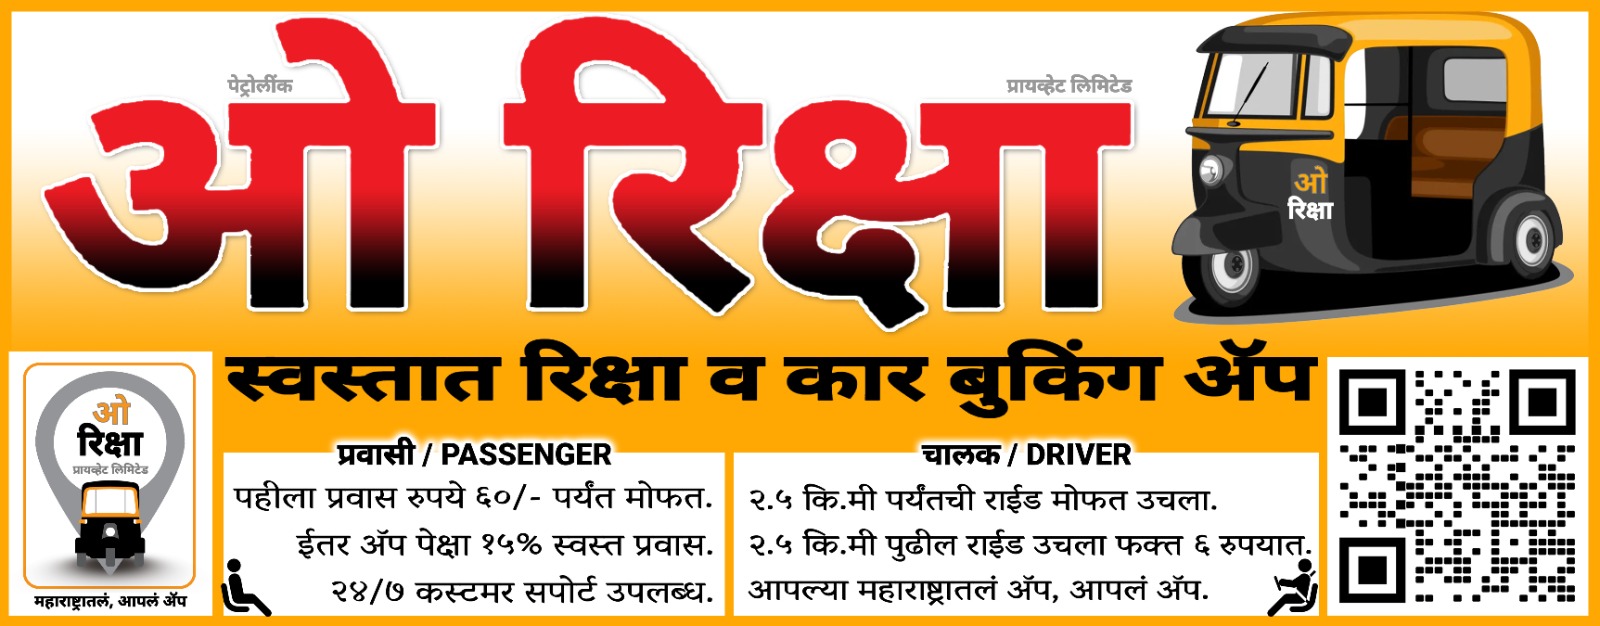 पेट्रोलींक
प्रायव्हेट लिमिटेड
ओ रिक्षा
ओ
रिक्षा
स्वस्तात रिक्षा व कार बुकिंग ॲप
ओ
रिक्षा
प्रायव्हेट लिमिटेड
महाराष्ट्रातलं, आपलं ॲप
प्रवासी / PASSENGER
पहीला प्रवास रुपये ६०/- पर्यंत मोफत.
ईतर ॲप पेक्षा १५% स्वस्त प्रवास.
२४/७ कस्टमर सपोर्ट उपलब्ध.
चालक / DRIVER
२.५ कि.मी पर्यंतची राईड मोफत उचला.
२.५ कि.मी पुढील राईड उचला फक्त ६ रुपयात.
आपल्या महाराष्ट्रातलं ॲप, आपलं ॲप.